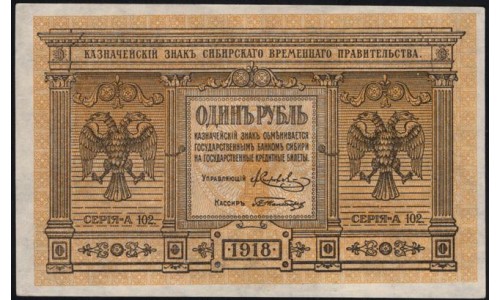 КАЗНАЧЕЙСКІЙ ЗНАКЪ СИБИРСКАГО ВРЕМЕННАГО ПРАВИТЕЛЬСТВА.
ОДИНЪ РУБЛЬ
КАЗНАЧЕЙСКІЙ ЗНАКЪ ОБМѢНИВАЕТСЯ
ГОСУДАРСТВЕННЫМЪ БАНКОМЪ СИБИРИ
НА ГОСУДАРСТВЕННЫЕ КРЕДИТНЫЕ БИЛЕТЫ.
УПРАВЛЯЮЩІЙ
КАССИРЪ
СЕРІЯ-А 102.
СЕРІЯ-А 102.
·1918·